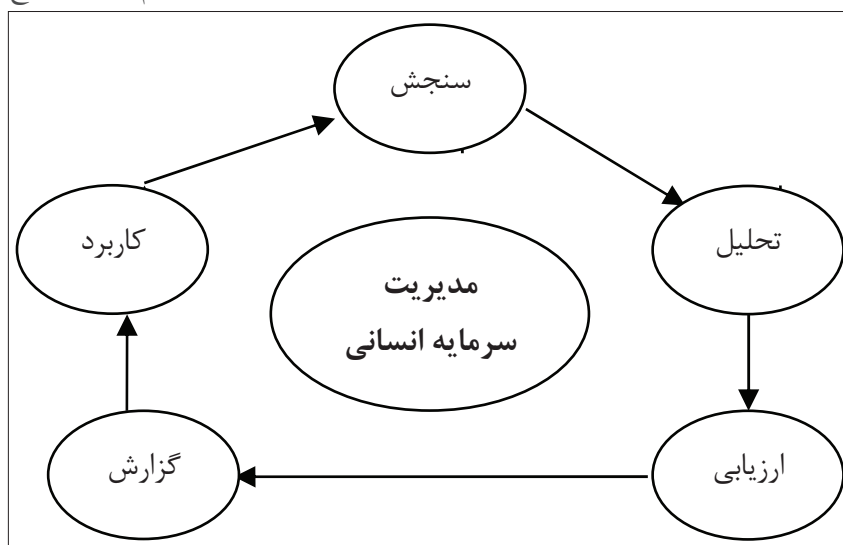 سنجش
تحلیل
کاربرد
مدیریت
سرمایه انسانی
ارزیابی
گزارش